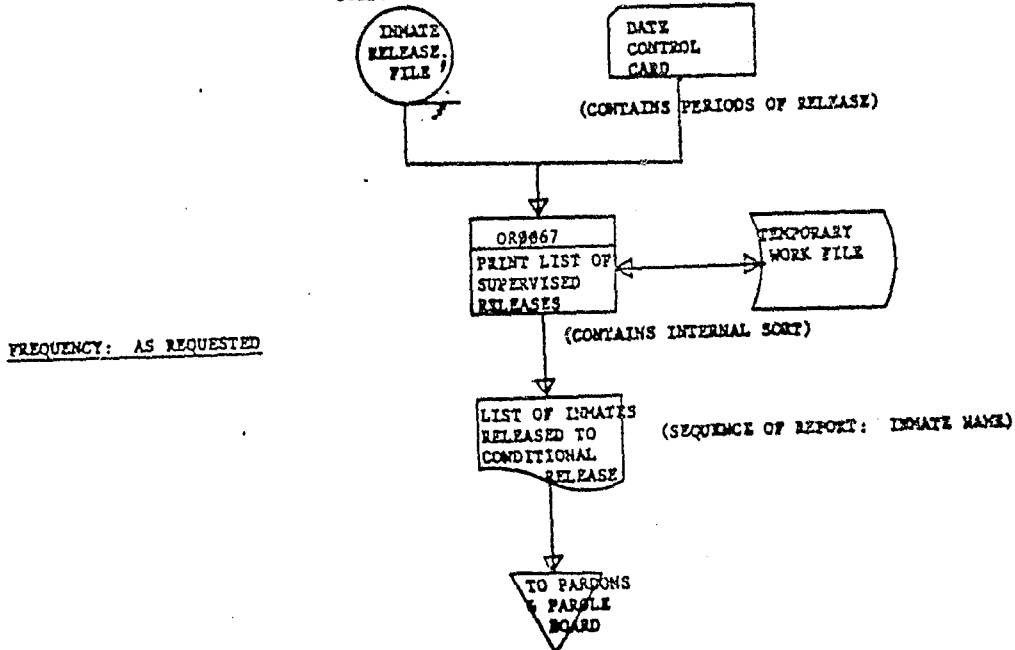 INMATE
RELEASE
FILE
DATE
CONTROL
CARD
(CONTAINS PERIODS OF RELEASE)
OR0067
PRINT LIST OF
SUPERVISED
RELEASES
TEMPORARY
WORK FILE
(CONTAINS INTERNAL SORT)
FREQUENCY: AS REQUESTED
LIST OF INMATES
RELEASED TO
CONDITIONAL
RELEASE
(SEQUENCE OF REPORT: INMATE NAME)
TO PARDONS
& PAROLE
BOARD